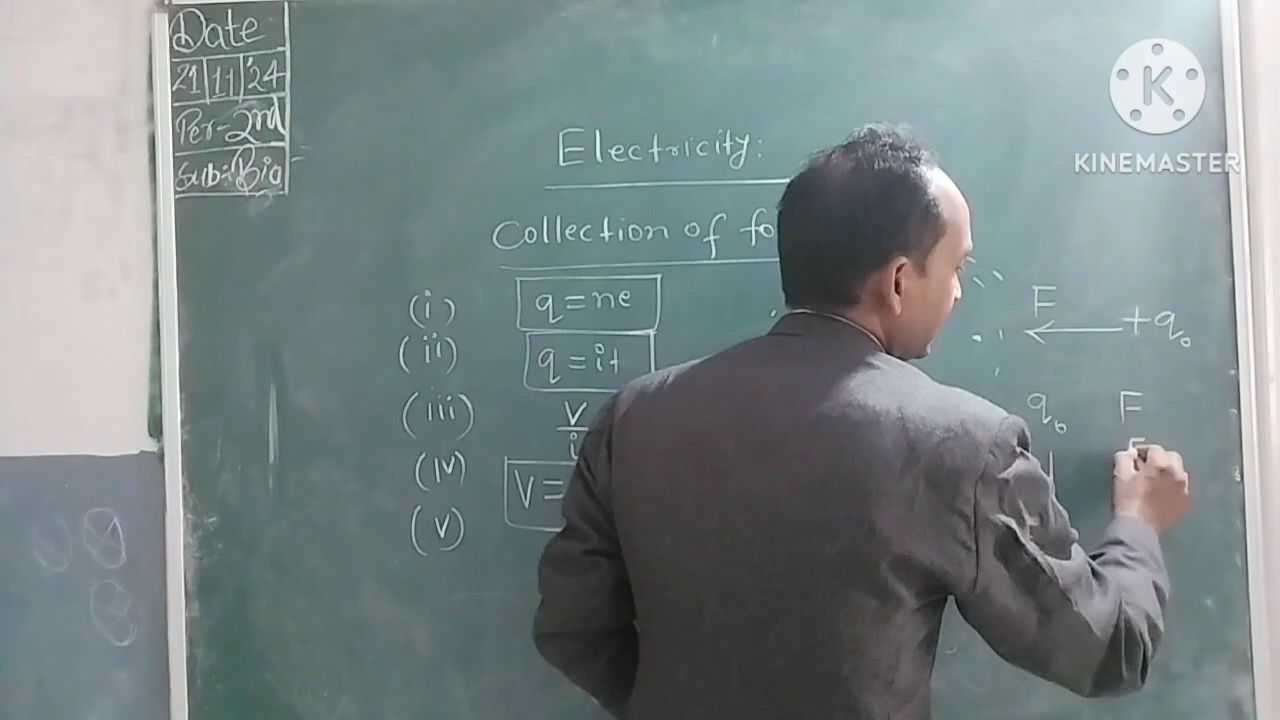 Date
21|11|'24
Per-2nd
Sub:-Bio
KINEMASTER
Electricity:
Collection of
(i) q=ne
(ii) q=it
(iii) V/i
(iv) V=
(v)
F
+q₀
q₀ F
1